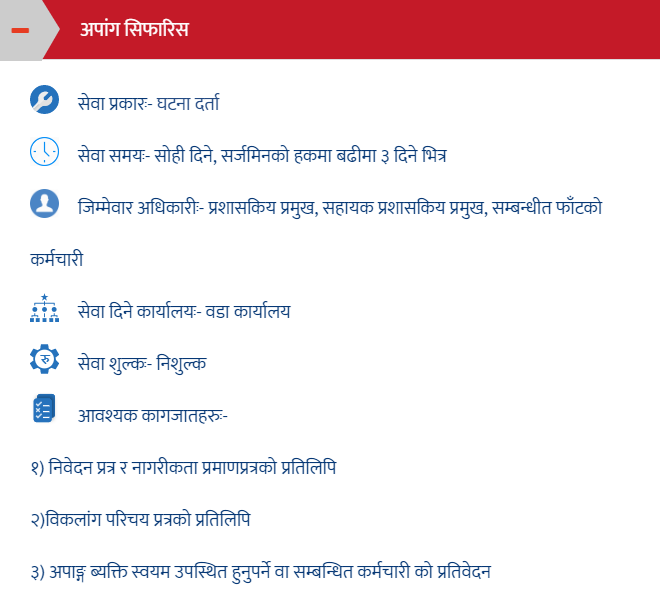 अपांग सिफारिस
सेवा प्रकारः- घटना दर्ता
सेवा समयः- सोही दिने, सर्जमिनको हकमा बढीमा ३ दिने भित्र
जिम्मेवार अधिकारीः- प्रशासकिय प्रमुख, सहायक प्रशासकिय प्रमुख, सम्बन्धीत फाँटको
कर्मचारी
सेवा दिने कार्यालयः- वडा कार्यालय
रु
सेवा शुल्कः- निशुल्क
आवश्यक कागजातहरुः-
१) निवेदन प्रत्र र नागरीकता प्रमाणप्रत्रको प्रतिलिपि
२)विकलांग परिचय प्रत्रको प्रतिलिपि
३) अपाङ्ग ब्यक्ति स्वयम उपस्थित हुनुपर्ने वा सम्बन्धित कर्मचारी को प्रतिवेदन